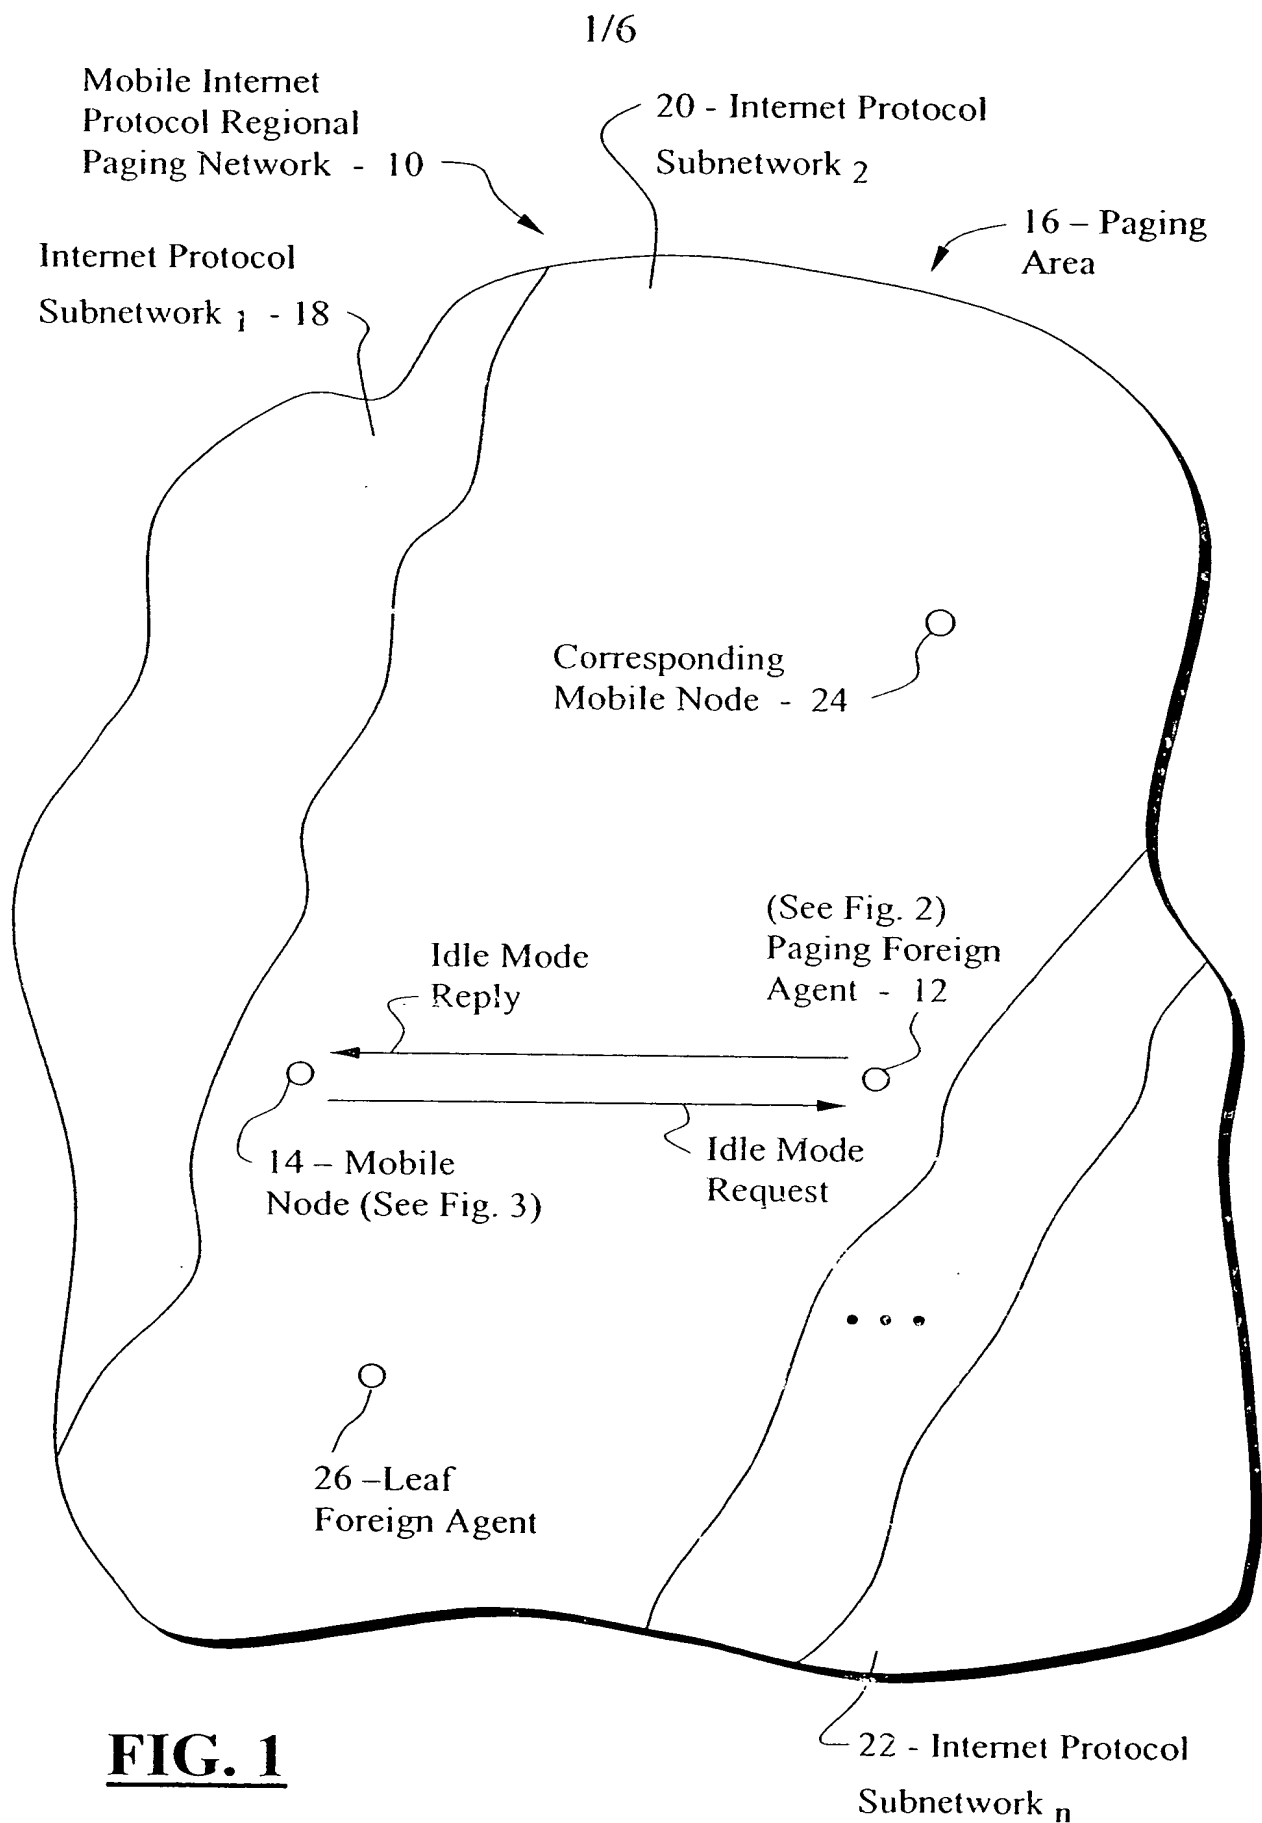 1/6
Mobile Internet
Protocol Regional
Paging Network - 10
20 - Internet Protocol
Subnetwork 2
16 – Paging
Area
Internet Protocol
Subnetwork 1 - 18
Corresponding
Mobile Node - 24
(See Fig. 2)
Paging Foreign
Agent - 12
Idle Mode
Reply
14 – Mobile
Node (See Fig. 3)
Idle Mode
Request
26 –Leaf
Foreign Agent
FIG. 1
22 - Internet Protocol
Subnetwork n